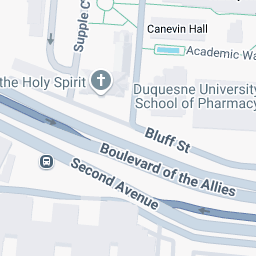 Supple C
Canevin Hall
Academic Wa
the Holy Spirit
Duquesne University
School of Pharmacy
Bluff St
Boulevard of the Allies
Second Avenue